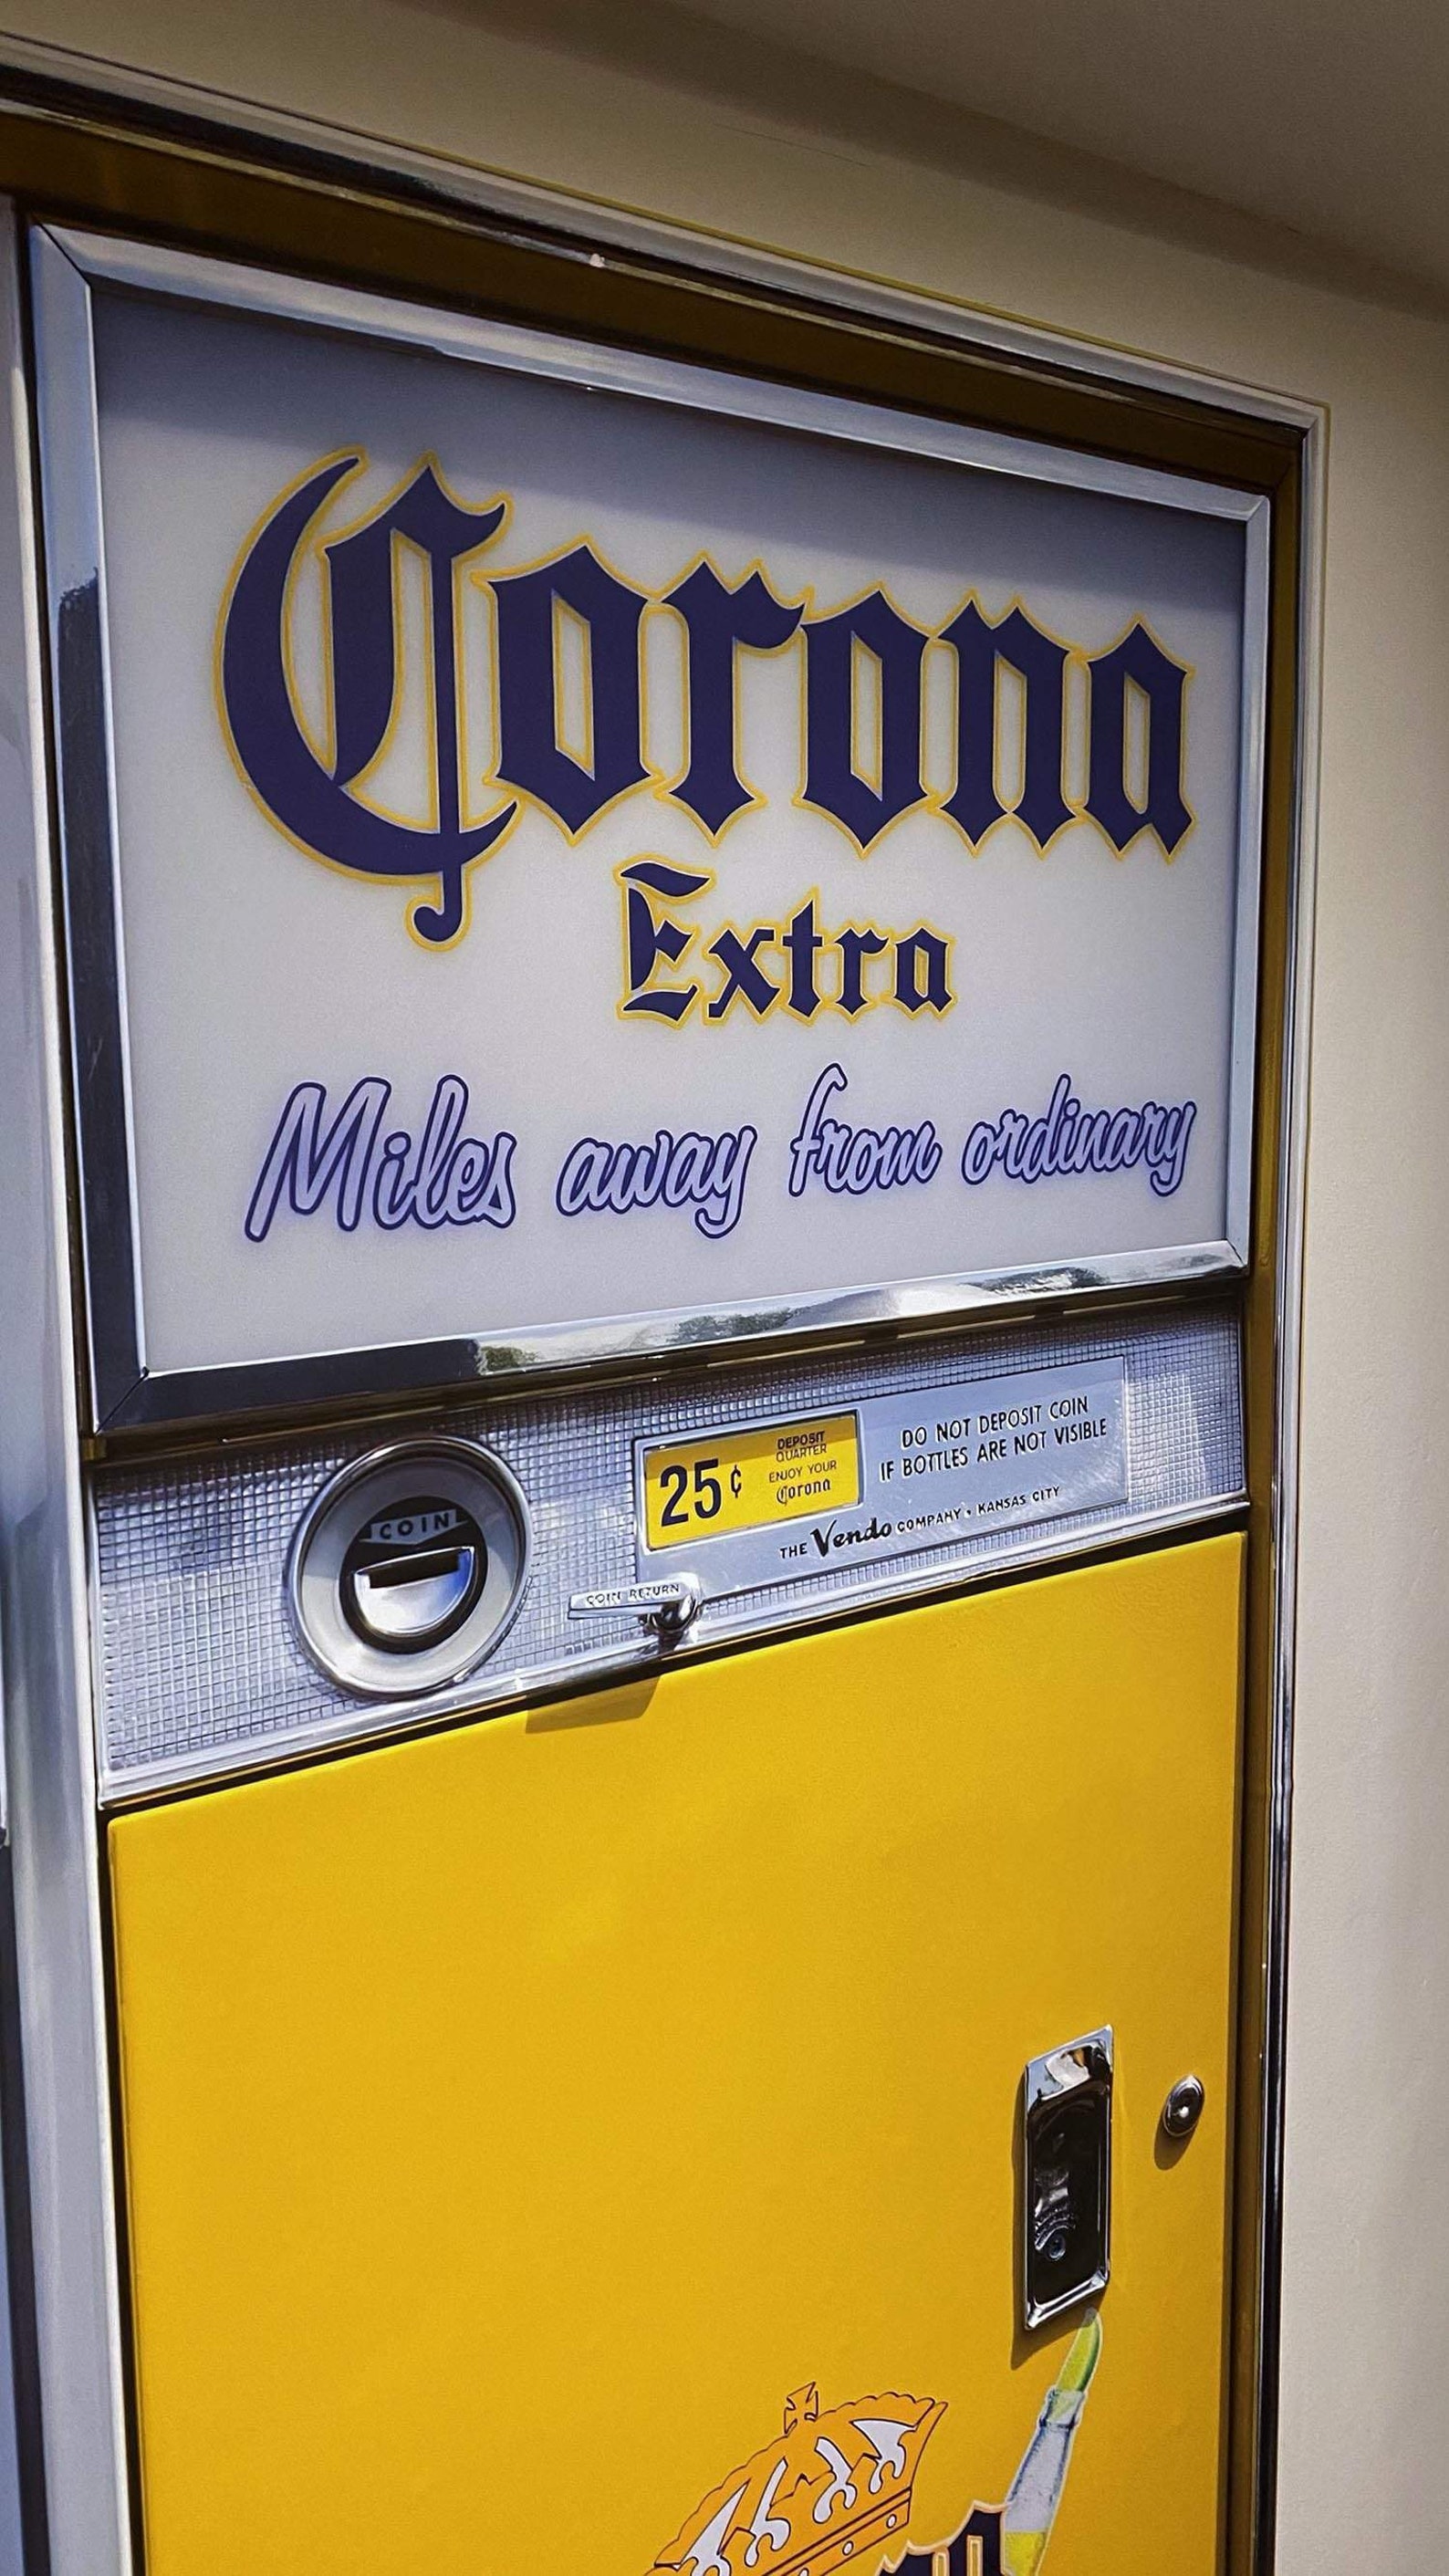 Corona
Extra
Miles away from ordinary
COIN
COIN RETURN
25¢
DEPOSIT
QUARTER
ENJOY YOUR
Corona
DO NOT DEPOSIT COIN
IF BOTTLES ARE NOT VISIBLE
THE Vendo COMPANY • KANSAS CITY